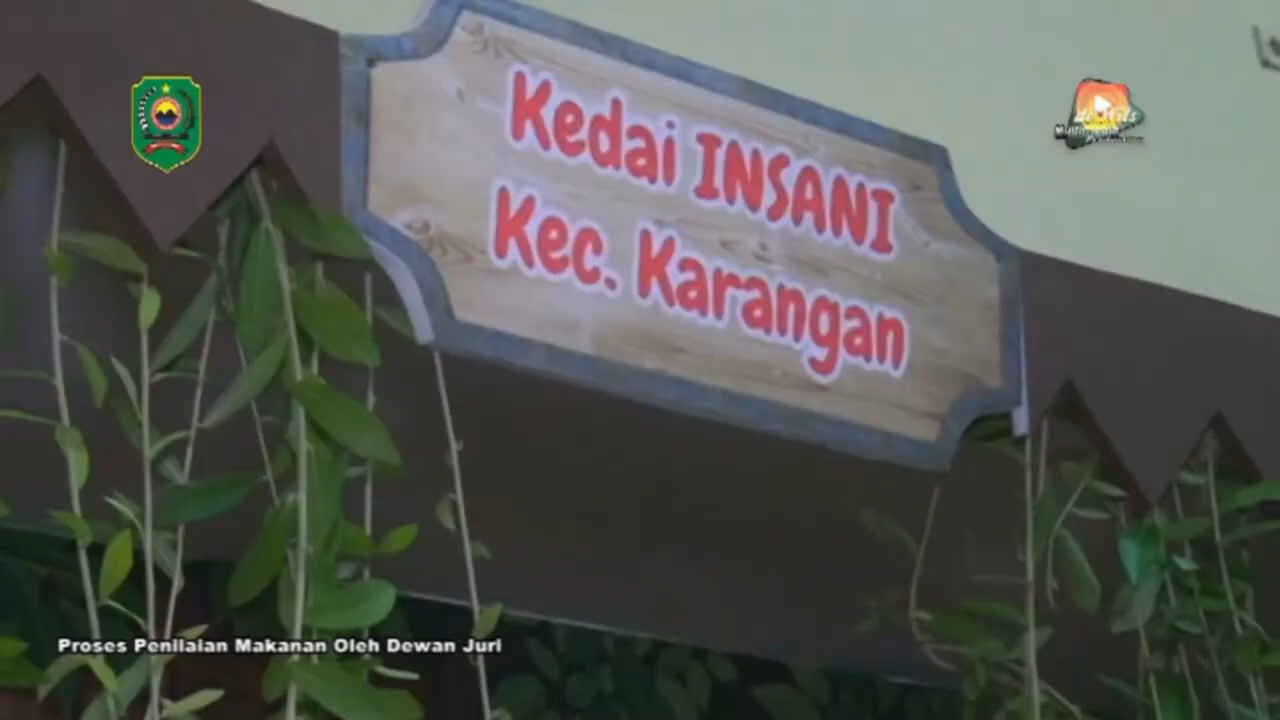 Kedai INSANI
Kec. Karangan
Proses Penilaian Makanan Oleh Dewan Juri